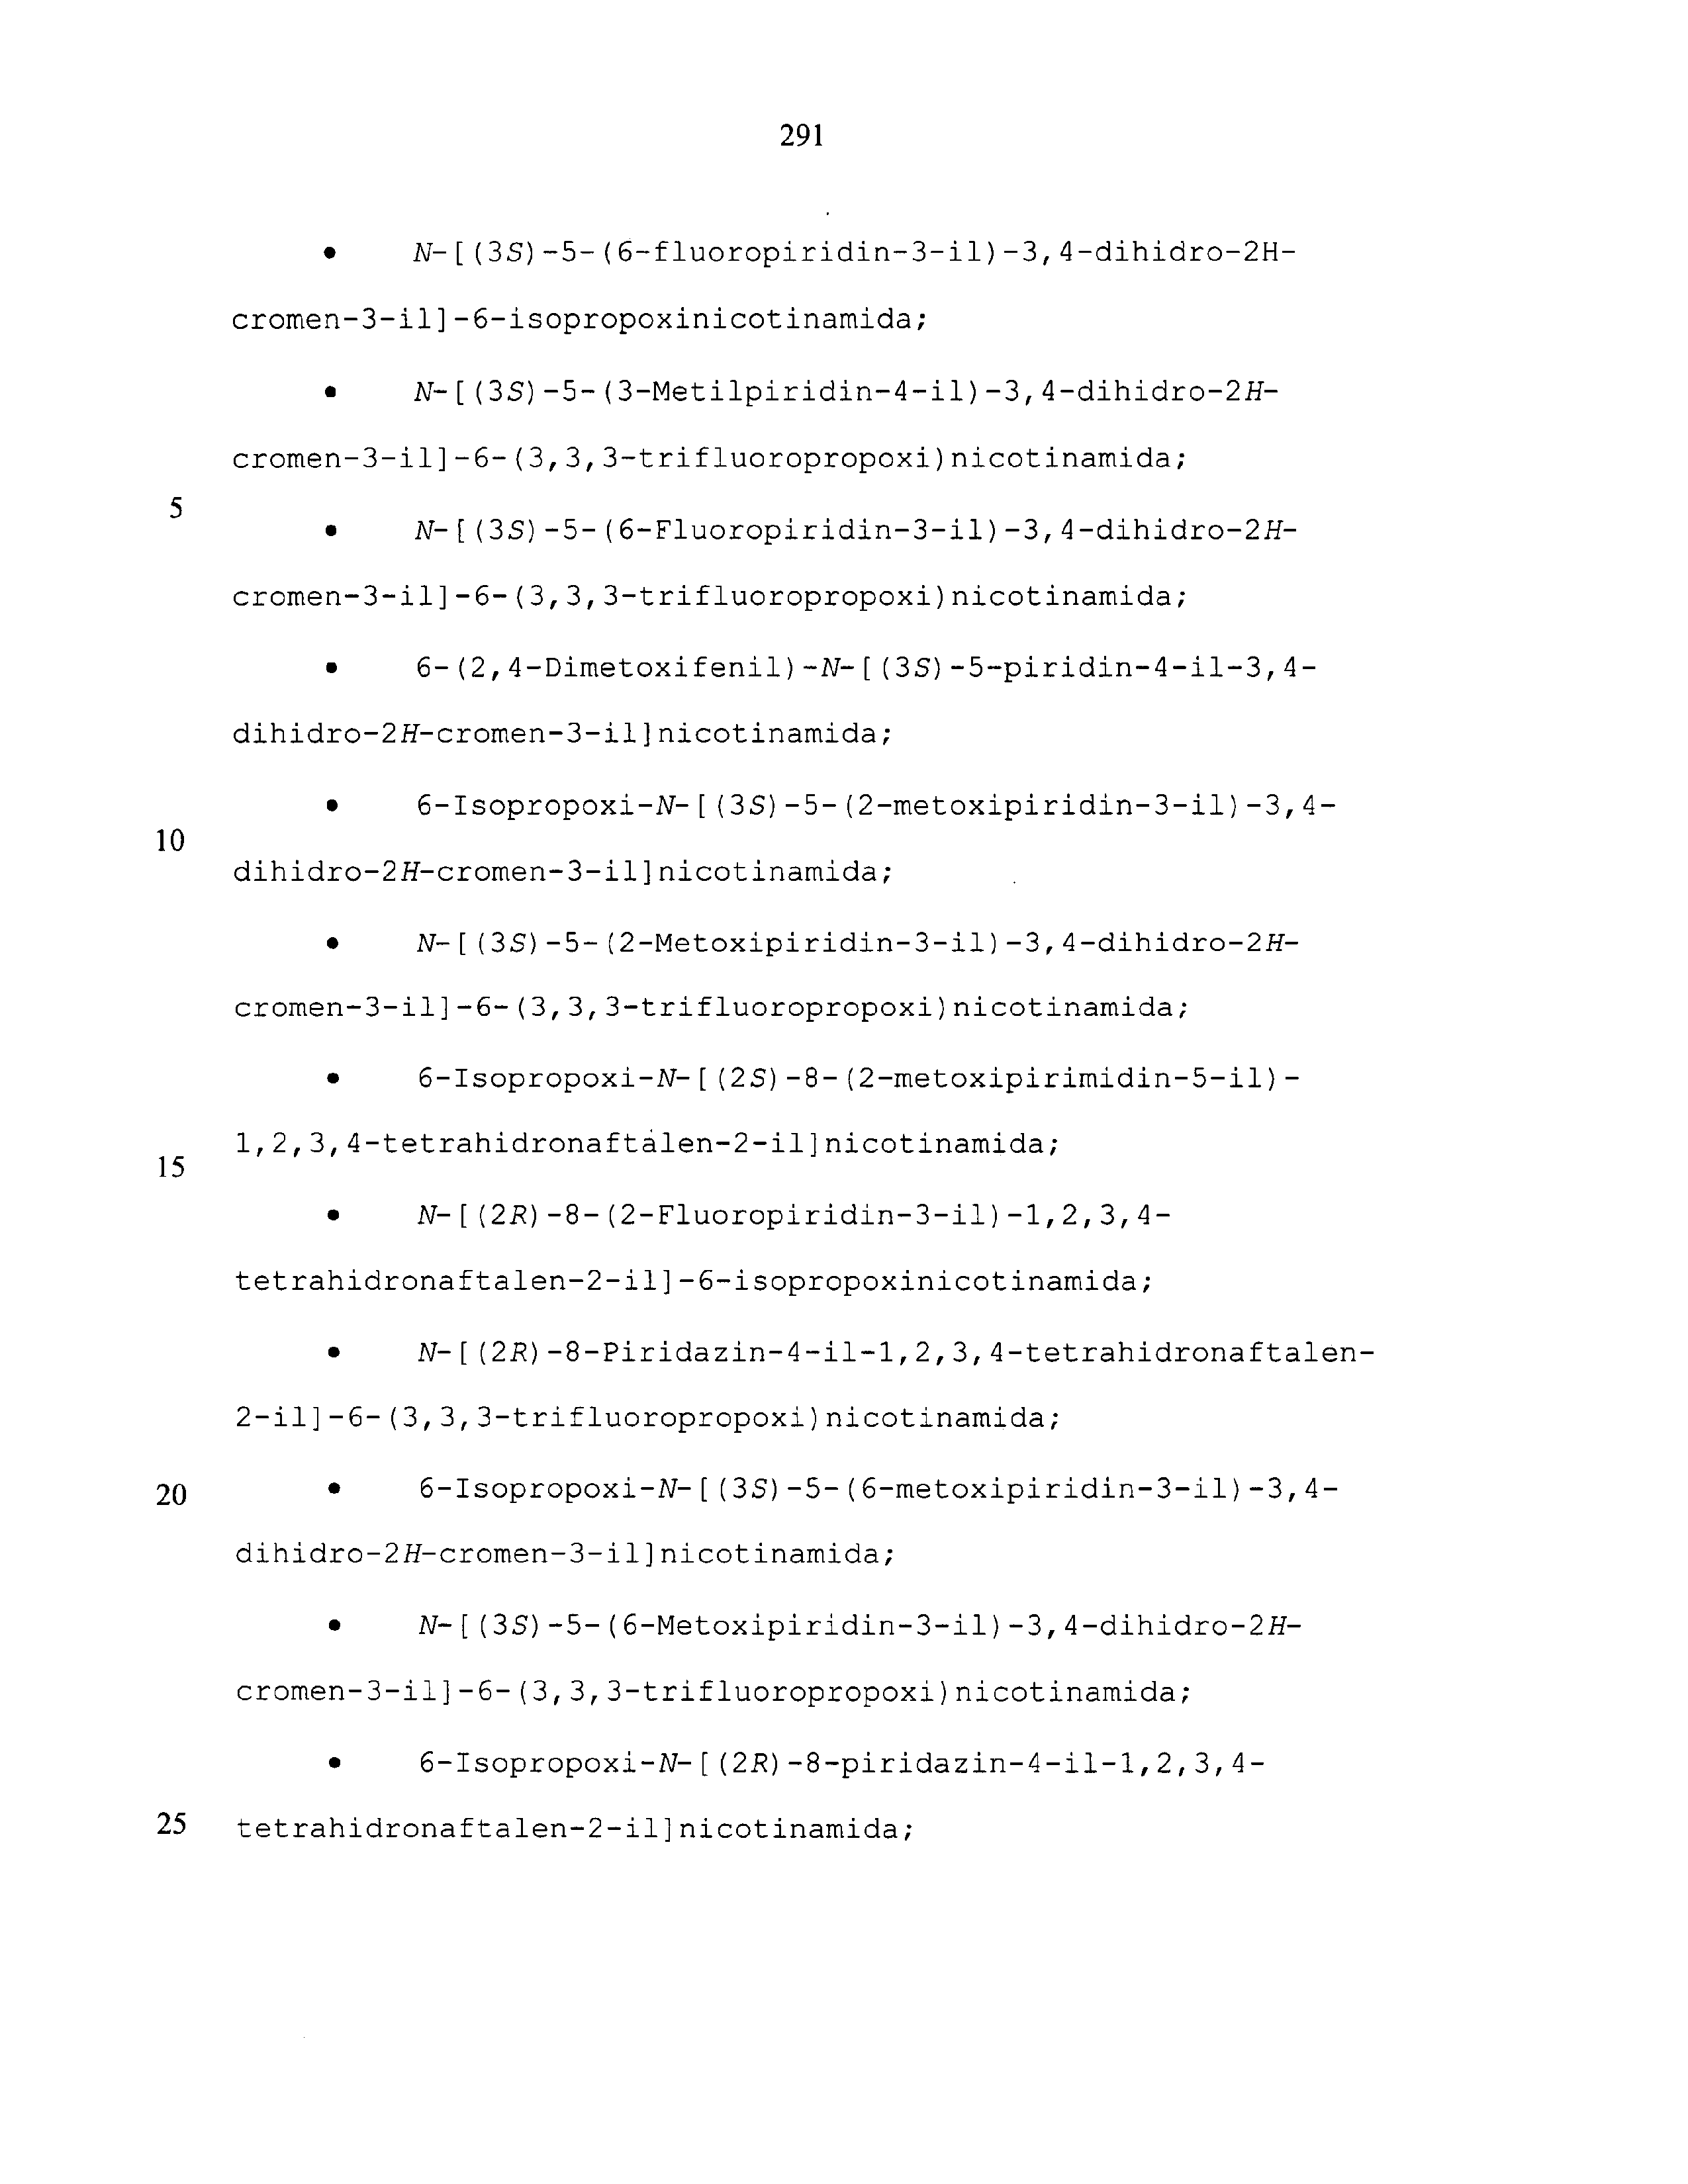 291
• N-[(3S)-5-(6-fluoropiridin-3-il)-3,4-dihidro-2H-
cromen-3-il]-6-isopropoxinicotinamida;
• N-[(3S)-5-(3-Metilpiridin-4-il)-3,4-dihidro-2H-
cromen-3-il]-6-(3,3,3-trifluoropropoxi)nicotinamida;
5
• N-[(3S)-5-(6-Fluoropiridin-3-il)-3,4-dihidro-2H-
cromen-3-il]-6-(3,3,3-trifluoropropoxi)nicotinamida;
• 6-(2,4-Dimetoxifenil)-N-[(3S)-5-piridin-4-il-3,4-
dihidro-2H-cromen-3-il]nicotinamida;
• 6-Isopropoxi-N-[(3S)-5-(2-metoxipiridin-3-il)-3,4-
10
dihidro-2H-cromen-3-il]nicotinamida;
• N-[(3S)-5-(2-Metoxipiridin-3-il)-3,4-dihidro-2H-
cromen-3-il]-6-(3,3,3-trifluoropropoxi)nicotinamida;
• 6-Isopropoxi-N-[(2S)-8-(2-metoxipirimidin-5-il)-
1,2,3,4-tetrahidronaftalen-2-il]nicotinamida;
15
• N-[(2R)-8-(2-Fluoropiridin-3-il)-1,2,3,4-
tetrahidronaftalen-2-il]-6-isopropoxinicotinamida;
• N-[(2R)-8-Piridazin-4-il-1,2,3,4-tetrahidronaftalen-
2-il]-6-(3,3,3-trifluoropropoxi)nicotinamida;
20 • 6-Isopropoxi-N-[(3S)-5-(6-metoxipiridin-3-il)-3,4-
dihidro-2H-cromen-3-il]nicotinamida;
• N-[(3S)-5-(6-Metoxipiridin-3-il)-3,4-dihidro-2H-
cromen-3-il]-6-(3,3,3-trifluoropropoxi)nicotinamida;
• 6-Isopropoxi-N-[(2R)-8-piridazin-4-il-1,2,3,4-
25 tetrahidronaftalen-2-il]nicotinamida;